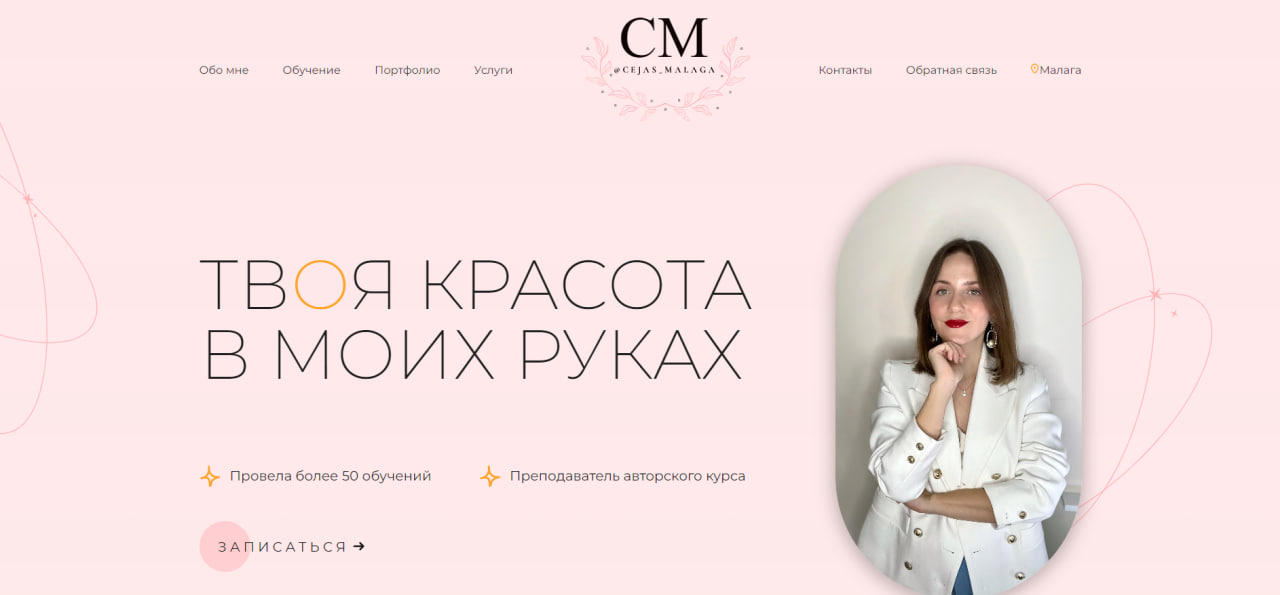 CM
@CEJAS_MALAGA
Обо мне
Обучение
Портфолио
Услуги
Контакты
Обратная связь
Малага
ТВОЯ КРАСОТА
В МОИХ РУКАХ
Провела более 50 обучений
Преподаватель авторского курса
ЗАПИСАТЬСЯ →